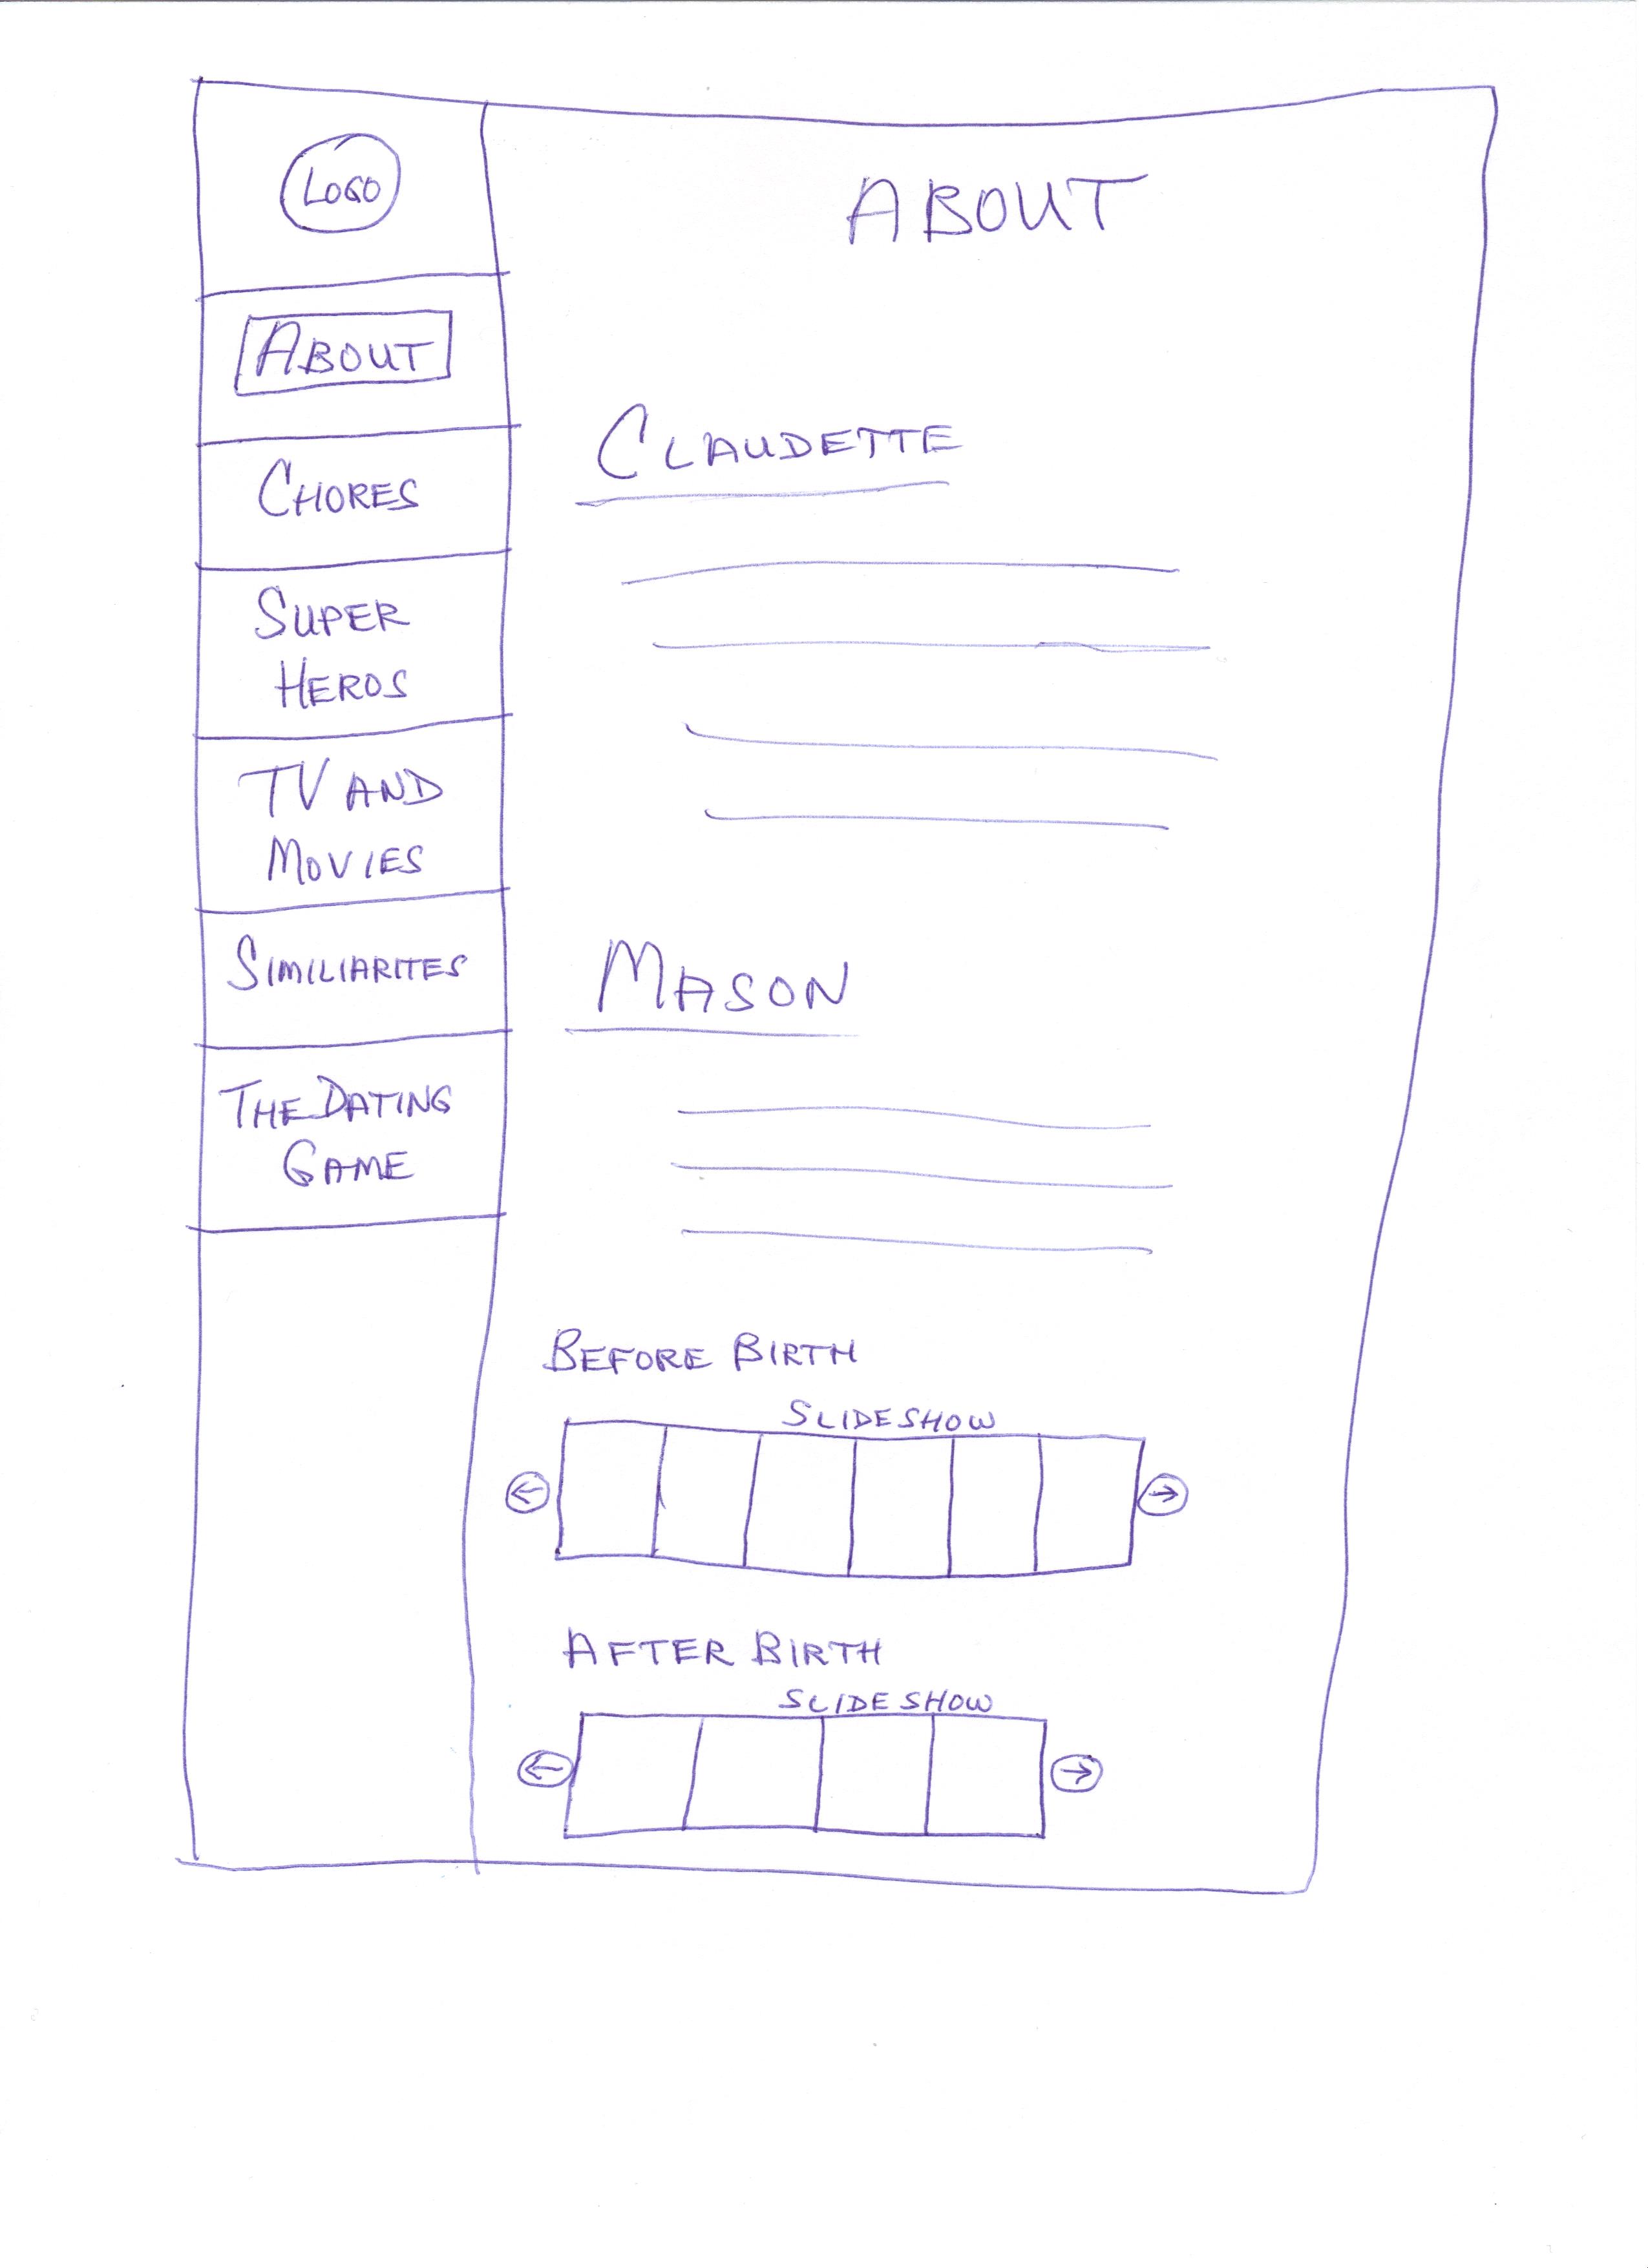 LOGO
ABOUT
ABOUT
CHORES
SUPER
HEROS
TV AND
MOVIES
SIMILIARITES
THE DATING
GAME
CLAUDETTE
MASON
BEFORE BIRTH
SLIDESHOW
←
→
AFTER BIRTH
SLIDESHOW
←
→